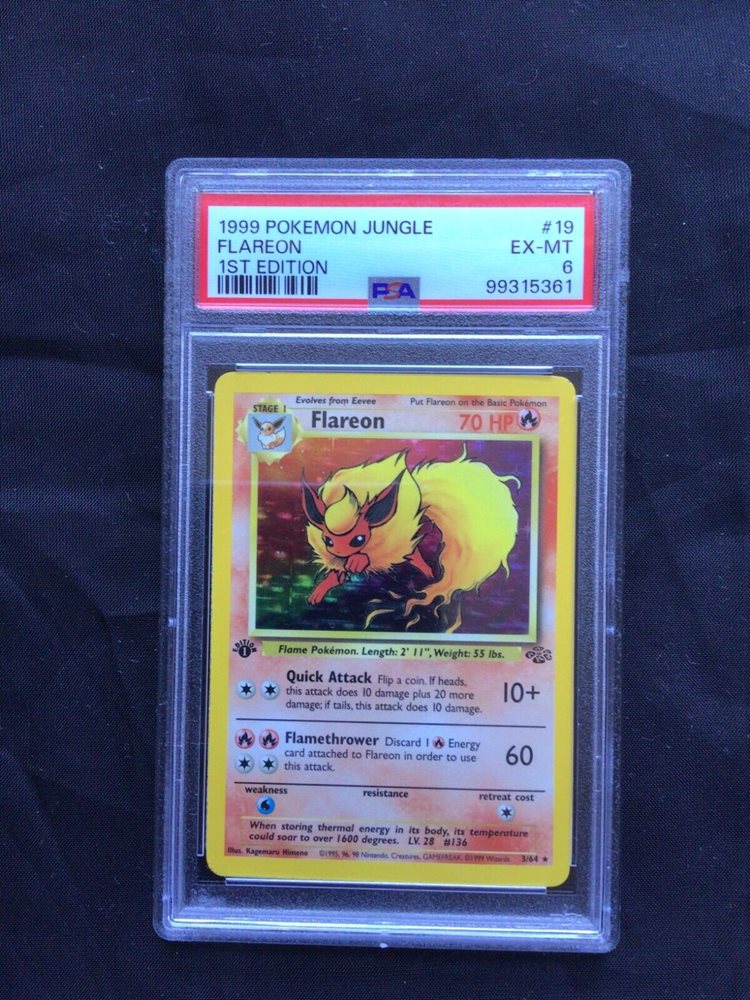 1999 POKEMON JUNGLE #19
FLAREON EX-MT
1ST EDITION 6
PSA 99315361
Evolves from Eevee Put Flareon on the Basic Pokémon
STAGE 1 Flareon 70 HP
EDITION 1
Flame Pokémon. Length: 2' 11", Weight: 55 lbs.
Quick Attack Flip a coin. If heads,
this attack does 10 damage plus 20 more
damage; if tails, this attack does 10 damage.
10+
Flamethrower Discard 1 Energy
card attached to Flareon in order to use
this attack.
60
weakness resistance retreat cost
When storing thermal energy in its body, its temperature
could soar to over 1600 degrees. LV. 28 #136
Illus. Kagemaru Himeno ©1995, 96, 98 Nintendo, Creatures, GAMEFREAK. ©1999 Wizards. 3/64 ★